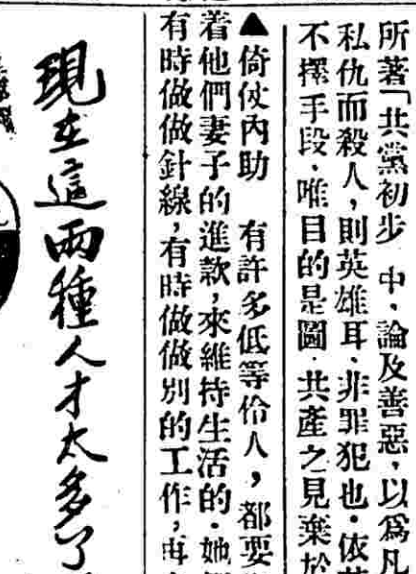 所著「共黨初步 中．論及善惡．以爲凡
私仇而殺人，則英雄耳．非罪犯也．依
不擇手段．唯目的是圖．共產之見棄於
▲倚仗內助　有許多低等伶人，都要
着他們妻子的進款，來維持生活的．她
有時做做針線，有時做做別的工作，再
現在這兩種人才太多了